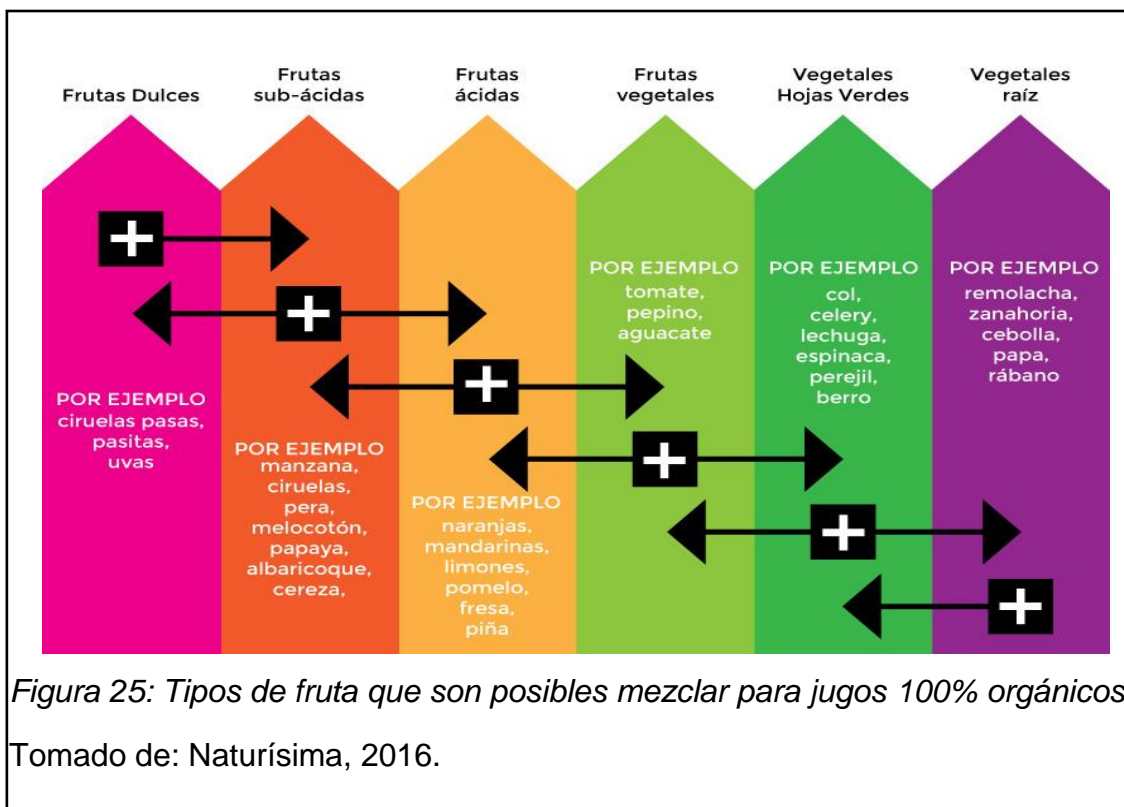 Frutas Dulces
Frutas
sub-ácidas
Frutas
ácidas
Frutas
vegetales
Vegetales
Hojas Verdes
Vegetales
raíz
+
+
+
+
+
+
POR EJEMPLO
ciruelas pasas,
pasitas,
uvas
POR EJEMPLO
manzana,
ciruelas,
pera,
melocotón,
papaya,
albaricoque,
cereza,
POR EJEMPLO
naranjas,
mandarinas,
limones,
pomelo,
fresa,
piña
POR EJEMPLO
tomate,
pepino,
aguacate
POR EJEMPLO
col,
celery,
lechuga,
espinaca,
perejil,
berro
POR EJEMPLO
remolacha,
zanahoria,
cebolla,
papa,
rábano
Figura 25: Tipos de fruta que son posibles mezclar para jugos 100% orgánicos
Tomado de: Naturísima, 2016.